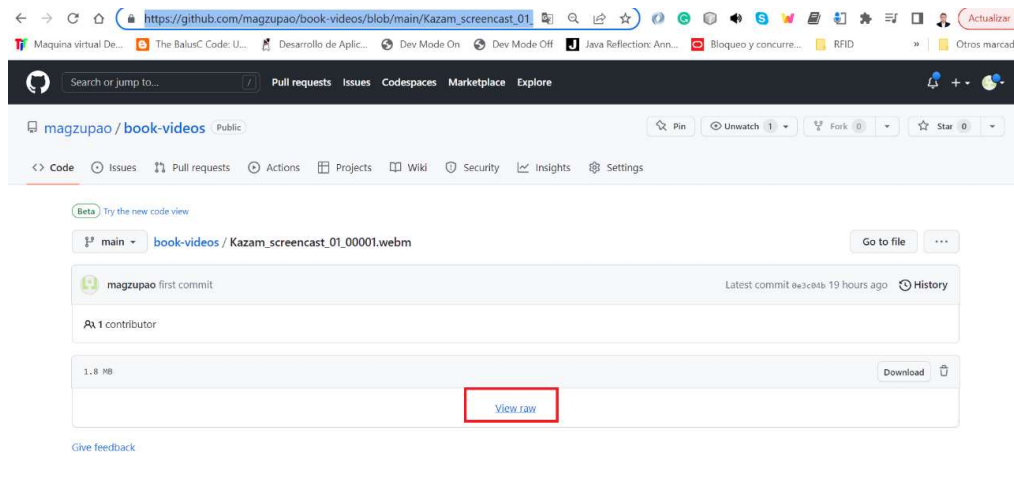 https://github.com/magzupao/book-videos/blob/main/Kazam_screencast_01_ Actualizar
Maquina virtual De... The BalusC Code: U... Desarrollo de Aplic... Dev Mode On Dev Mode Off Java Reflection: Ann... Bloqueo y concurre... RFID » Otros marcad
Search or jump to... / Pull requests Issues Codespaces Marketplace Explore
magzupao / book-videos Public Pin Unwatch 1 Fork 0 Star 0
Code Issues Pull requests Actions Projects Wiki Security Insights Settings
Beta Try the new code view
main book-videos / Kazam_screencast_01_00001.webm Go to file ...
magzupao first commit Latest commit 0e3c04b 19 hours ago History
1 contributor
1.8 MB Download
View raw
Give feedback